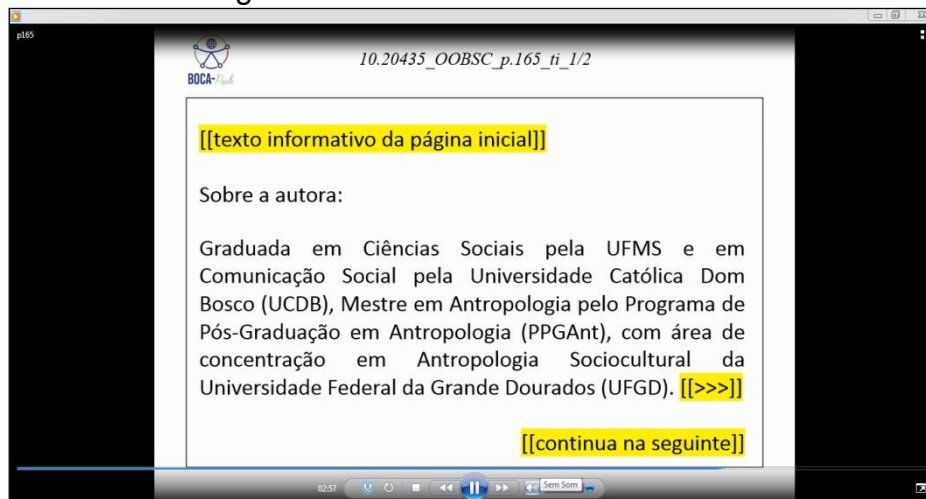 p165
10.20435_OOBSC_p.165_ti_1/2
BOCA-Pub
[[texto informativo da página inicial]]
Sobre a autora:
Graduada em Ciências Sociais pela UFMS e em
Comunicação Social pela Universidade Católica Dom
Bosco (UCDB), Mestre em Antropologia pelo Programa de
Pós-Graduação em Antropologia (PPGAnt), com área de
concentração em Antropologia Sociocultural da
Universidade Federal da Grande Dourados (UFGD). [[>>>]]
[[continua na seguinte]]
02:57
Sem Som